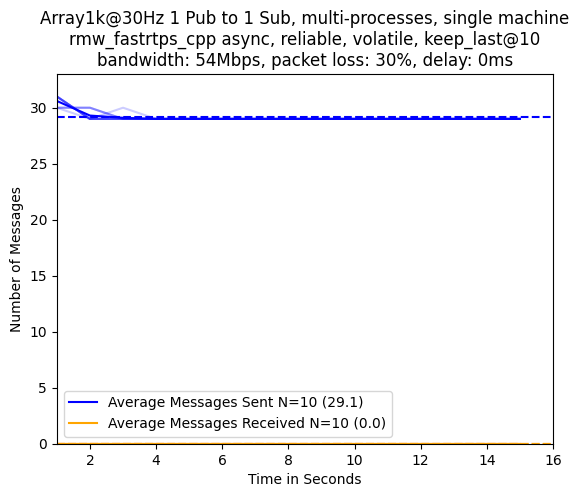 Array1k@30Hz 1 Pub to 1 Sub, multi-processes, single machine
rmw_fastrtps_cpp async, reliable, volatile, keep_last@10
bandwidth: 54Mbps, packet loss: 30%, delay: 0ms
Number of Messages
30
25
20
15
10
5
0
Average Messages Sent N=10 (29.1)
Average Messages Received N=10 (0.0)
2 4 6 8 10 12 14 16
Time in Seconds